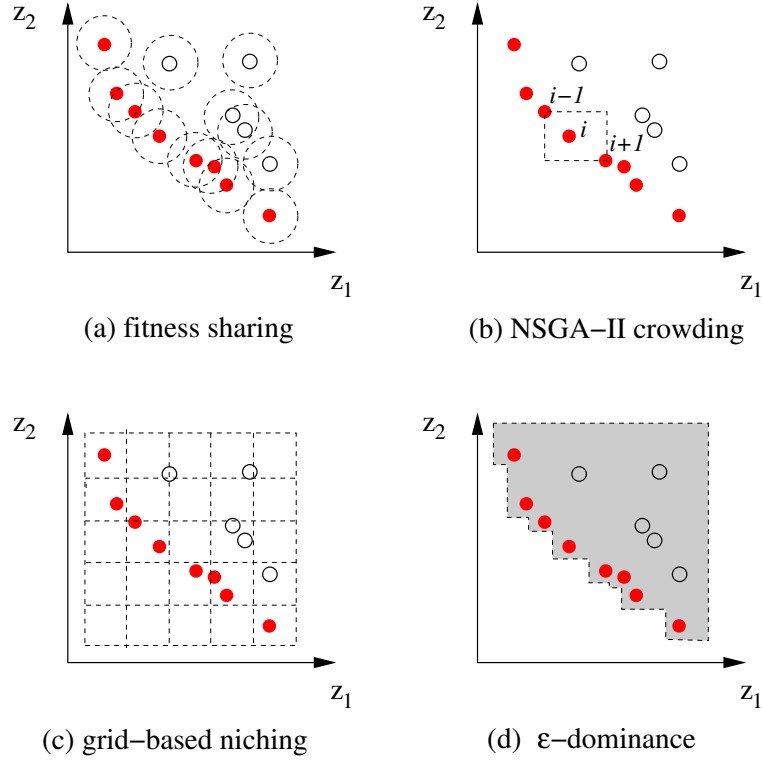 z2
z1
(a) fitness sharing
z2
i−1
i
i+1
z1
(b) NSGA−II crowding
z2
z1
(c) grid−based niching
z2
z1
(d) ε−dominance